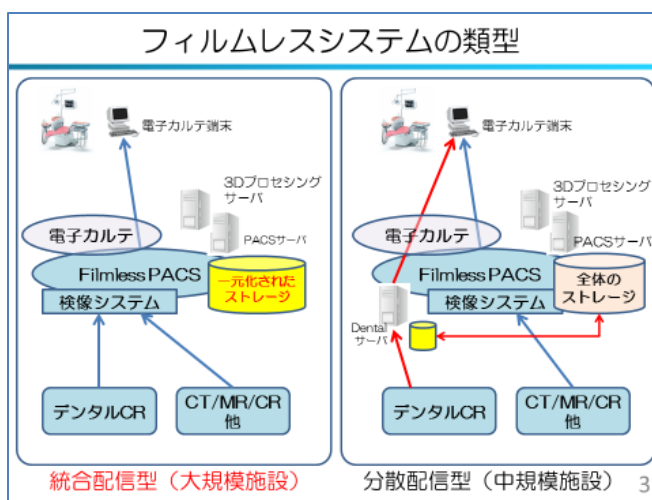 フィルムレスシステムの類型
電子カルテ端末
3Dプロセシング
サーバ
PACSサーバ
電子カルテ
Filmless PACS
一元化された
ストレージ
検像システム
デンタルCR
CT/MR/CR
他
統合配信型（大規模施設）
電子カルテ端末
3Dプロセシング
サーバ
PACSサーバ
電子カルテ
Filmless PACS
全体の
ストレージ
検像システム
Dental
サーバ
デンタルCR
CT/MR/CR
他
分散配信型（中規模施設）
3